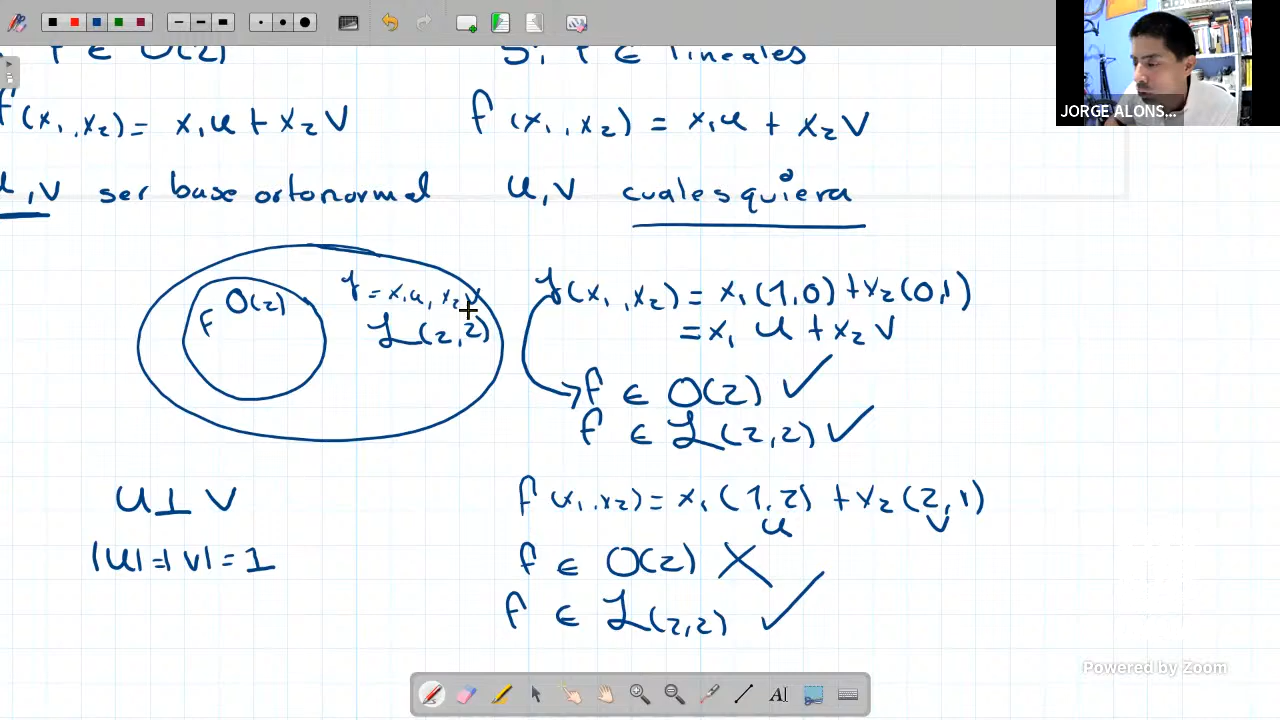 f ∈ O(2)
f(x₁,x₂) = x₁u + x₂v
u,v ser base ortonormal
O(2)
f
f = x₁u, x₂v
L(2,2)
u ⊥ v
|u| = |v| = 1
Si f ∈ lineales
f(x₁,x₂) = x₁u + x₂v
u,v cualesquiera
f(x₁,x₂) = x₁(1,0) + x₂(0,1)
= x₁ u + x₂ v
f ∈ O(2) ✓
f ∈ L(2,2) ✓
f(x₁,x₂) = x₁(1,2) + x₂(2,1)
u v
f ∈ O(2) X
f ∈ L(2,2) ✓
JORGE ALONS...
AI
Powered by Zoom